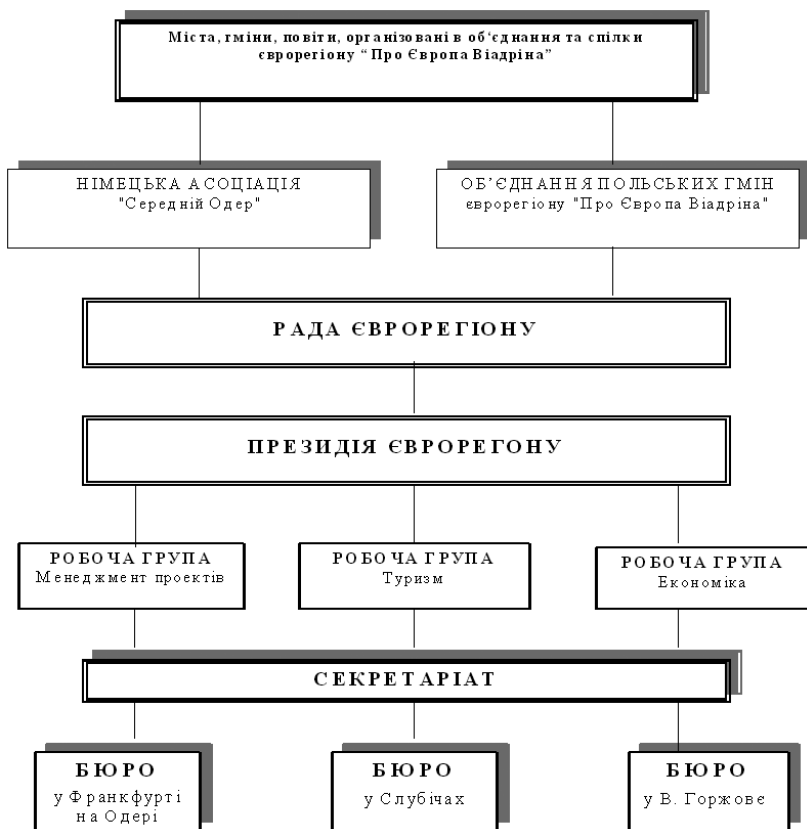 Міста, гміни, повіти, організовані в об‘єднання та спілки
єврорегіону “ Про Європа Віадріна”
НІМЕЦЬКА АСОЦІАЦІЯ
"Середній Одер"
ОБ’ЄДНАННЯ ПОЛЬСЬКИХ ГМІН
єврорегіону "Про Європа Віадріна"
РАДА ЄВРОРЕГІОНУ
ПРЕЗИДІЯ ЄВРОРЕГОНУ
РОБОЧА ГРУПА
Менеджмент проектів
РОБОЧА ГРУПА
Туризм
РОБОЧА ГРУПА
Економіка
СЕКРЕТАРІАТ
БЮРО
у Франкфурті
на Одері
БЮРО
у Слубічах
БЮРО
у В. Горжовє